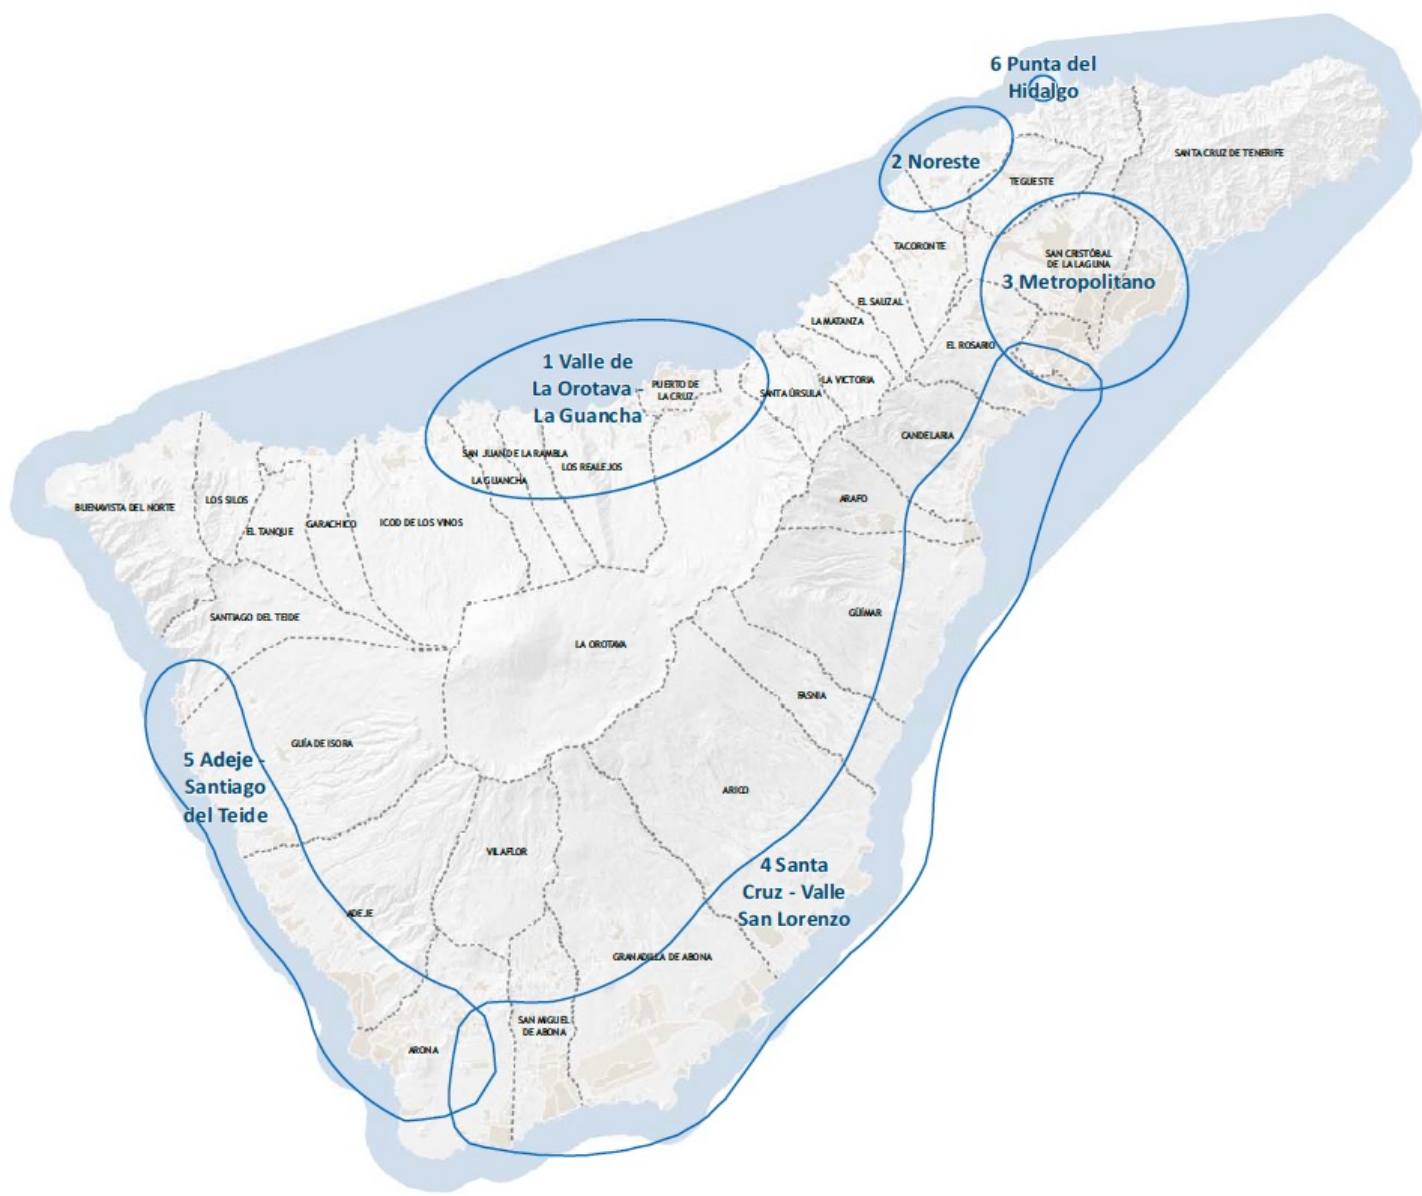 6 Punta del
Hidalgo
2 Noreste
SANTA CRUZ DE TENERIFE
TEGUESTE
TACORONTE
SAN CRISTÓBAL
DE LA LAGUNA
3 Metropolitano
EL SAUZAL
LA MATANZA
EL ROSARIO
1 Valle de
La Orotava -
La Guancha
PUERTO DE
LA CRUZ
SANTA ÚRSULA
LA VICTORIA
CANDELARIA
SAN JUAN DE LA RAMBLA
LOS REALEJOS
LA GUANCHA
ARAFO
BUENAVISTA DEL NORTE
LOS SILOS
EL TANQUE
GARACHICO
ICOD DE LOS VINOS
SANTIAGO DEL TEIDE
LA OROTAVA
GÜÍMAR
FASNIA
GUÍA DE ISORA
5 Adeje -
Santiago
del Teide
ARICO
VILAFLOR
4 Santa
Cruz - Valle
San Lorenzo
ADEJE
GRANADILLA DE ABONA
SAN MIGUEL
DE ABONA
ARONA